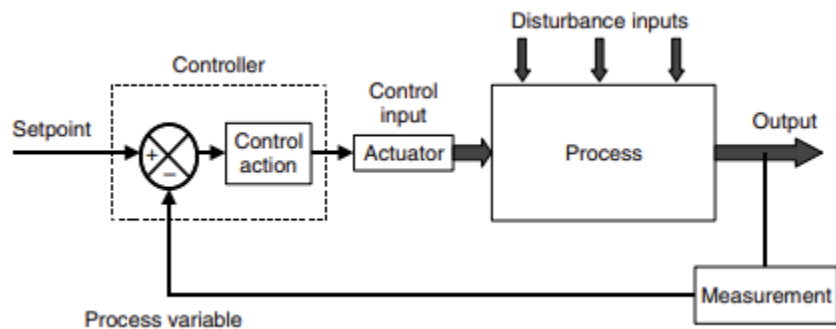 Disturbance inputs
Controller
Control
input
Setpoint
+
−
Control
action
Actuator
Process
Output
Measurement
Process variable